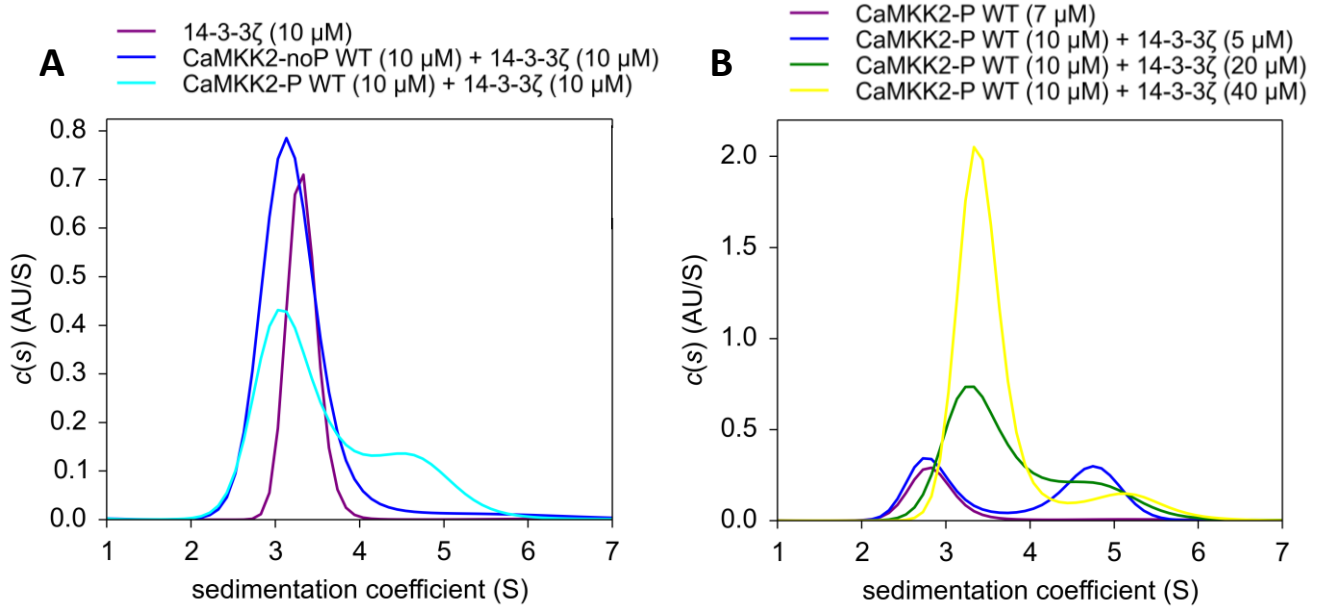 A
14-3-3ζ (10 µM)
CaMKK2-noP WT (10 µM) + 14-3-3ζ (10 µM)
CaMKK2-P WT (10 µM) + 14-3-3ζ (10 µM)
0.8
0.7
0.6
0.5
0.4
0.3
0.2
0.1
0.0
c(s) (AU/S)
1 2 3 4 5 6 7
sedimentation coefficient (S)
B
CaMKK2-P WT (7 µM)
CaMKK2-P WT (10 µM) + 14-3-3ζ (5 µM)
CaMKK2-P WT (10 µM) + 14-3-3ζ (20 µM)
CaMKK2-P WT (10 µM) + 14-3-3ζ (40 µM)
2.0
1.5
1.0
0.5
0.0
c(s) (AU/S)
1 2 3 4 5 6 7
sedimentation coefficient (S)